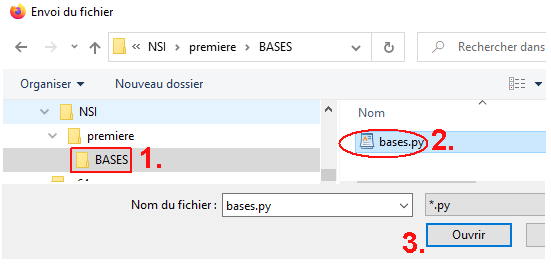 Envoi du fichier
« NSI > premiere > BASES
Rechercher dans
Organiser
Nouveau dossier
NSI
premiere
BASES
1.
Nom
bases.py
2.
Nom du fichier :
bases.py
*.py
3.
Ouvrir